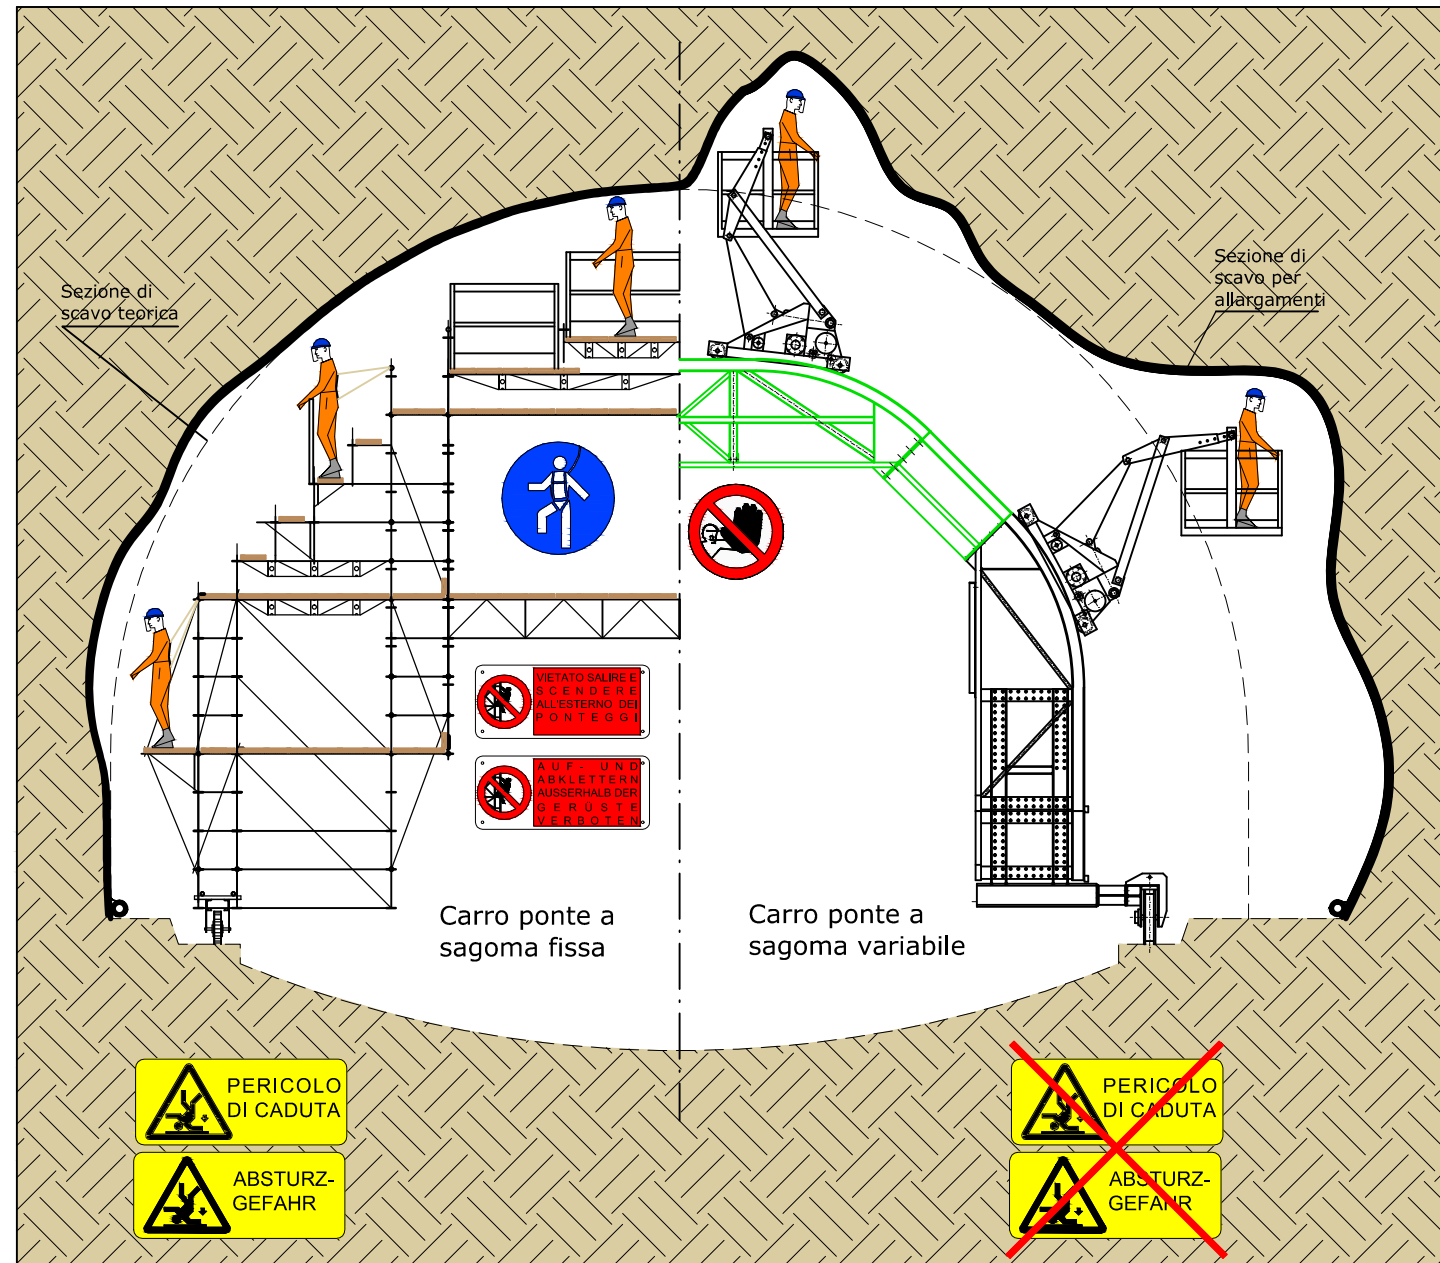 Sezione di
scavo teorica
Sezione di
scavo per
allargamenti
VIETATO SALIRE E
SCENDERE
ALL'ESTERNO DEI
PONTEGGI
AUF- UND
ABKLETTERN
AUSSERHALB DER
GERÜSTE
VERBOTEN
Carro ponte a
sagoma fissa
Carro ponte a
sagoma variabile
PERICOLO
DI CADUTA
ABSTURZ-
GEFAHR
PERICOLO
DI CADUTA
ABSTURZ-
GEFAHR